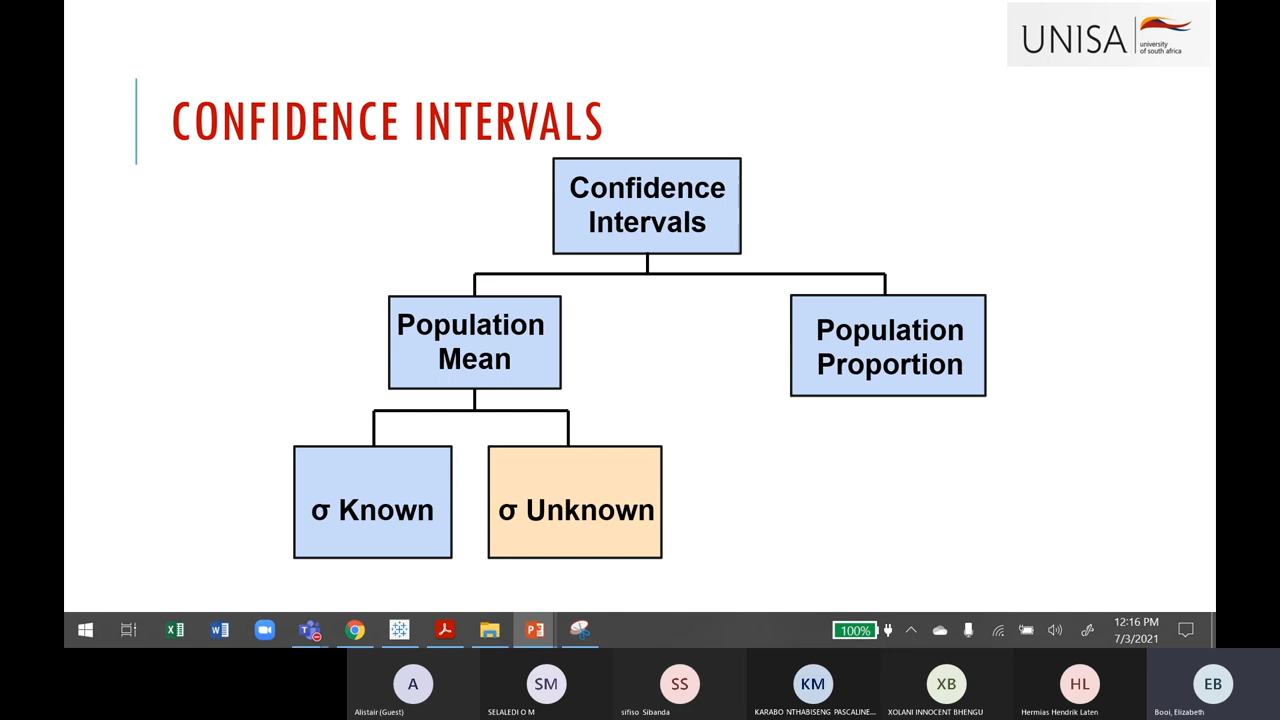 UNISA
university
of south africa
CONFIDENCE INTERVALS
Confidence
Intervals
Population
Mean
Population
Proportion
σ Known
σ Unknown
100%
12:16 PM
7/3/2021
A
SM
SS
KM
XB
HL
EB
Alistair (Guest)
SELALEDI O M
sifiso Sibanda
KARABO NTHABISENG PASCALINE...
XOLANI INNOCENT BHENGU
Hermias Hendrik Laten
Booi, Elizabeth